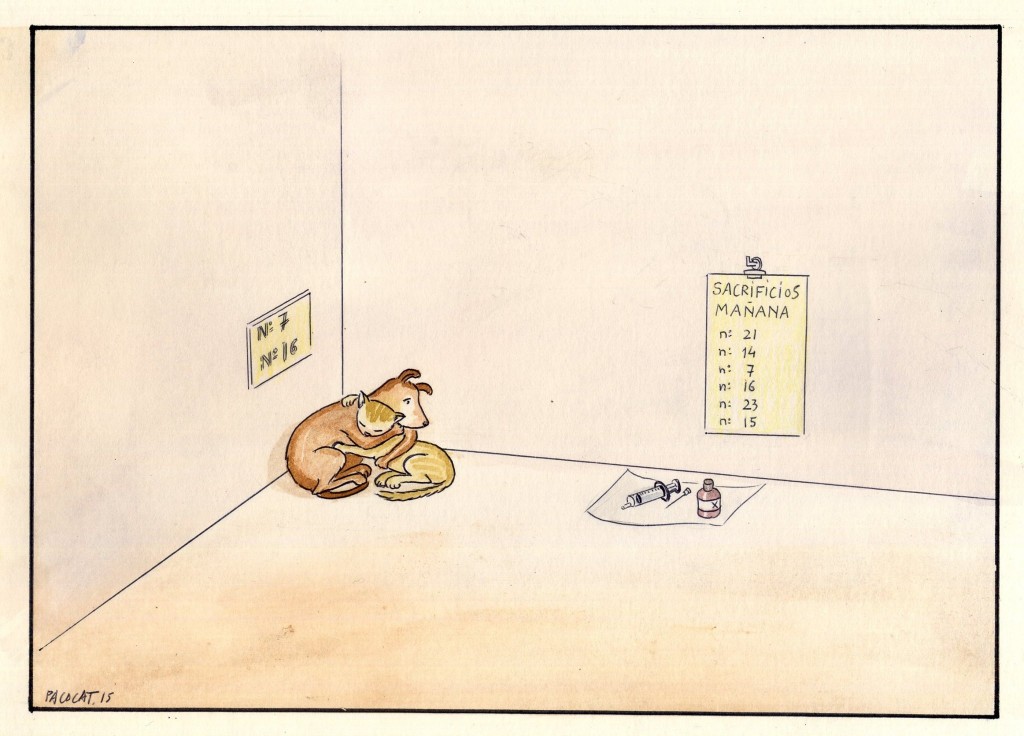 Nº 7
Nº 16
SACRIFICIOS
MAÑANA
nº 21
nº 14
nº 7
nº 16
nº 23
nº 15
X
PACOCAT. 15